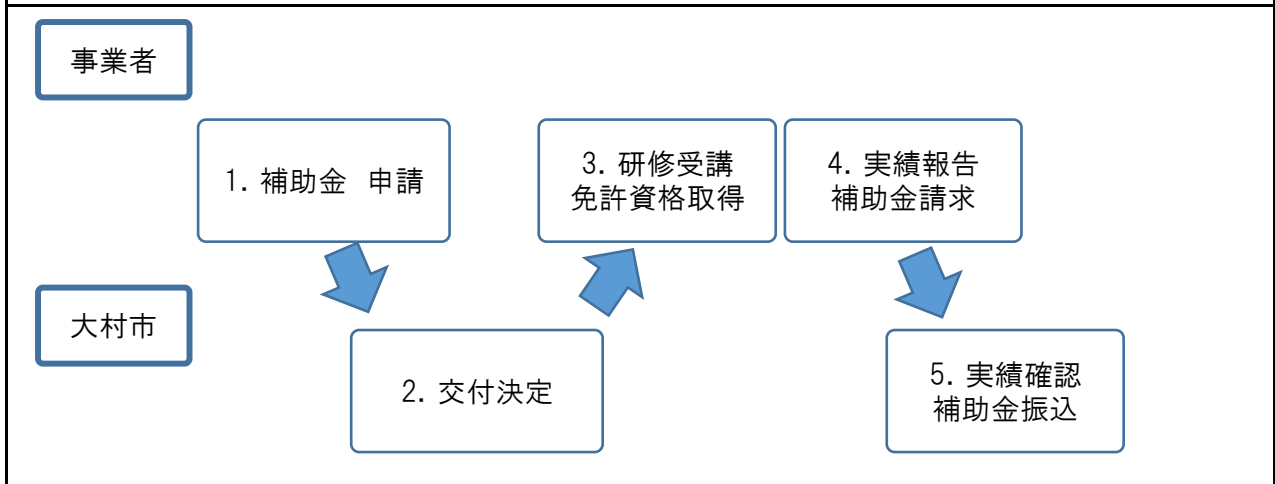 事業者
1. 補助金　申請
3. 研修受講
免許資格取得
4. 実績報告
補助金請求
大村市
2. 交付決定
5. 実績確認
補助金振込